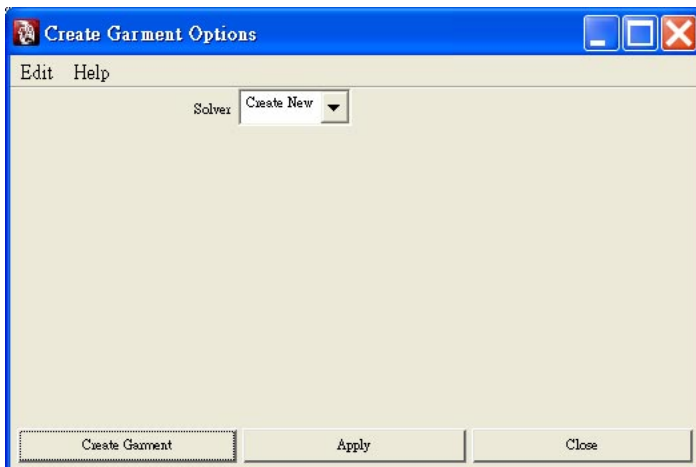 Create Garment Options
Edit Help
Solver Create New
Create Garment Apply Close